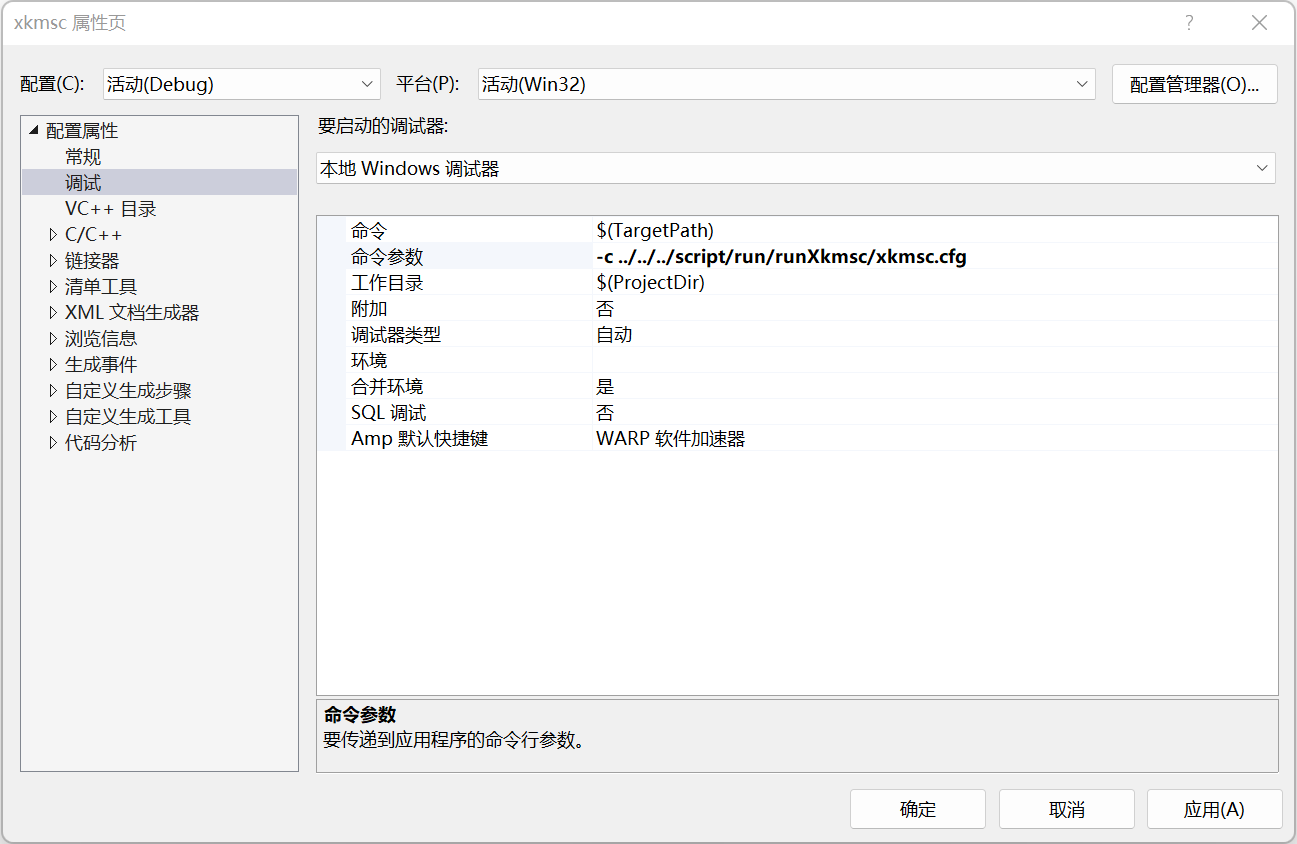 xkmsc 属性页
配置(C): 活动(Debug) 平台(P): 活动(Win32) 配置管理器(O)...
配置属性
常规
调试
VC++ 目录
C/C++
链接器
清单工具
XML 文档生成器
浏览信息
生成事件
自定义生成步骤
自定义生成工具
代码分析
要启动的调试器:
本地 Windows 调试器
命令 $(TargetPath)
命令参数 -c ../../../script/run/runXkmsc/xkmsc.cfg
工作目录 $(ProjectDir)
附加 否
调试器类型 自动
环境
合并环境 是
SQL 调试 否
Amp 默认快捷键 WARP 软件加速器
命令参数
要传递到应用程序的命令行参数。
确定 取消 应用(A)